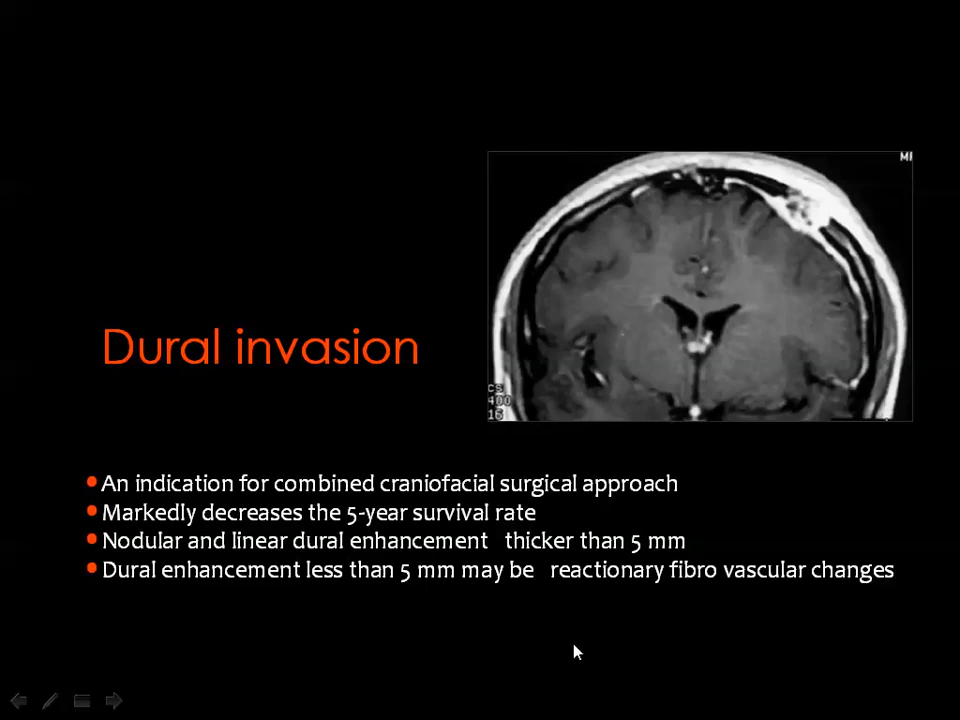 MI
CS
400
16
Dural invasion
An indication for combined craniofacial surgical approach
Markedly decreases the 5-year survival rate
Nodular and linear dural enhancement thicker than 5 mm
Dural enhancement less than 5 mm may be reactionary fibro vascular changes